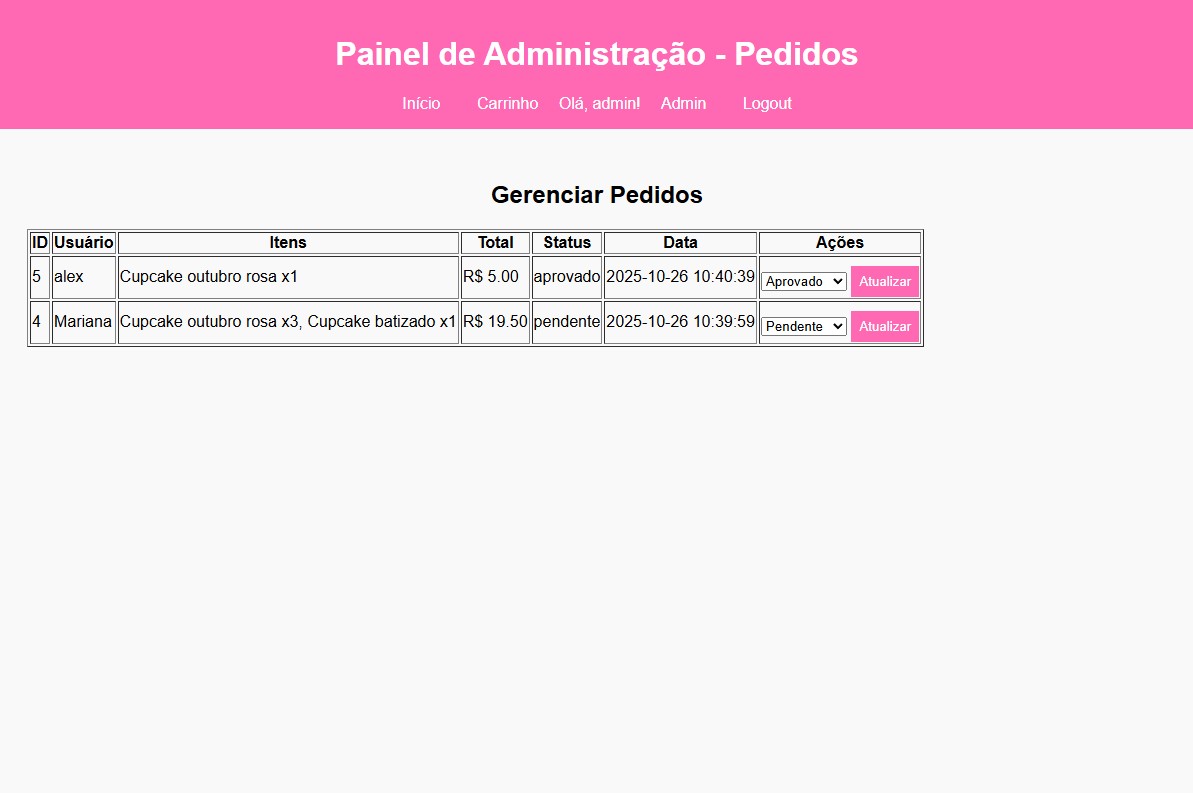 Painel de Administração - Pedidos
Início Carrinho Olá, admin! Admin Logout
Gerenciar Pedidos
ID Usuário Itens Total Status Data Ações
5 alex Cupcake outubro rosa x1 R$ 5.00 aprovado 2025-10-26 10:40:39 Aprovado Atualizar
4 Mariana Cupcake outubro rosa x3, Cupcake batizado x1 R$ 19.50 pendente 2025-10-26 10:39:59 Pendente Atualizar